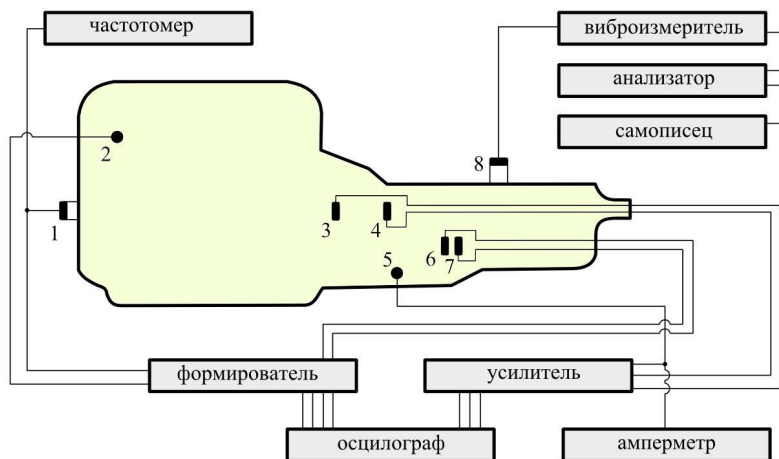 частотомер
виброизмеритель
анализатор
самописец
2
8
1
3
4
5
6
7
формирователь
усилитель
осцилограф
амперметр